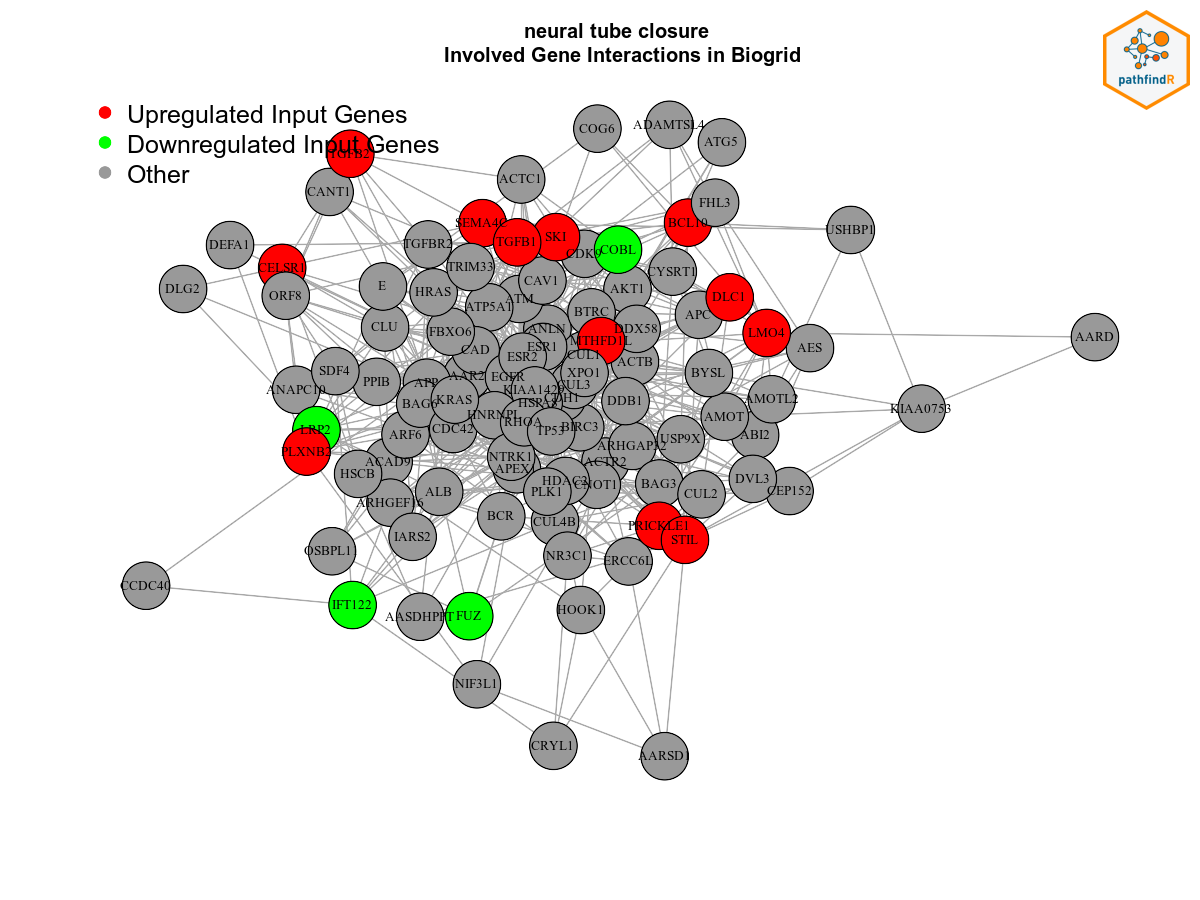 neural tube closure
Involved Gene Interactions in Biogrid
pathfindR
Upregulated Input Genes
Downregulated Input Genes
Other
COG6
ADAMTSL4
ATG5
TGFB2
ACTC1
CANT1
FHL3
SEMA4C
BCL10
USHBP1
TGFB1
SKI
DEFA1
TGFBR2
COBL
CDK9
CELSR1
TRIM33
CYSRT1
CAV1
DLG2
E
HRAS
AKT1
ORF8
DLC1
ATM
ATP5A1
BTRC
APC
CLU
ANLN
DDX58
FBXO6
LMO4
AARD
MTHFD1L
CAD
ESR1
AES
ESR2
CUL1
ACTB
SDF4
XPO1
BYSL
PPIB
AAR2
EGFR
APP
CUL3
ANAPC10
KIAA1429
CDH1
AMOTL2
KRAS
BAG6
HSPA8
DDB1
KIAA0753
HNRNPL
AMOT
RHOA
LRP2
CDC42
TP53
BIRC3
ARF6
ABI2
USP9X
ARHGAP12
PLXNB2
NTRK1
ACAD9
ACTR2
APEX1
HSCB
DVL3
HDAC2
BAG3
CNOT1
CEP152
ALB
PLK1
CUL2
ARHGEF16
BCR
CUL4B
PRICKLE1
IARS2
STIL
OSBPL11
NR3C1
ERCC6L
CCDC40
IFT122
HOOK1
AASDHPPT
FUZ
NIF3L1
CRYL1
AARSD1